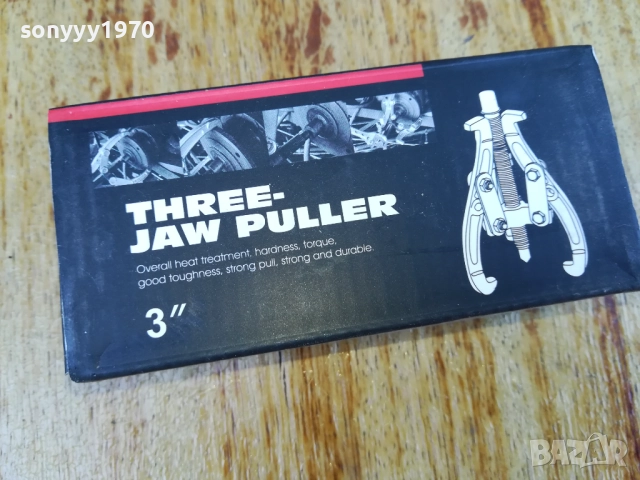 sonyyy1970
THREE-
JAW PULLER
Overall heat treatment, hardness, torque,
good toughness, strong pull, strong and durable.
3"
BAZAR